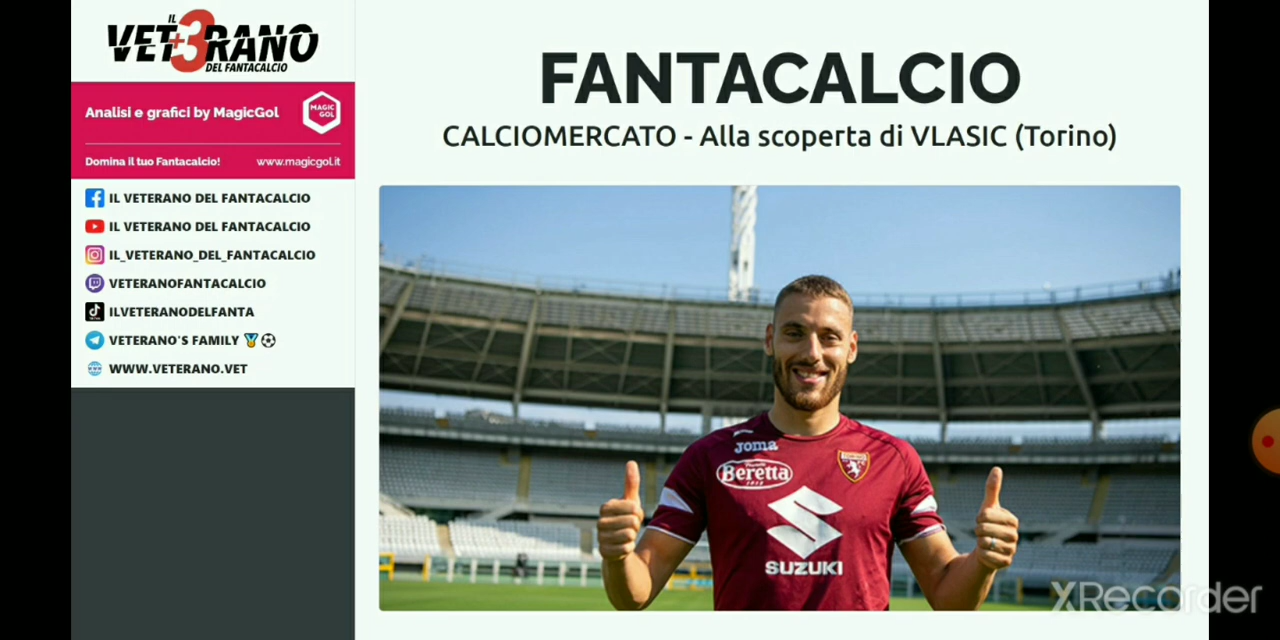 IL
VET+3RANO
DEL FANTACALCIO
Analisi e grafici by MagicGol
MAGIC
GOL
Domina il tuo Fantacalcio! www.magicgol.it
IL VETERANO DEL FANTACALCIO
IL VETERANO DEL FANTACALCIO
IL_VETERANO_DEL_FANTACALCIO
VETERANOFANTACALCIO
ILVETERANODELFANTA
VETERANO'S FAMILY 🏅⚽
WWW.VETERANO.VET
FANTACALCIO
CALCIOMERCATO - Alla scoperta di VLASIC (Torino)
Joma
Beretta
SUZUKI
XRecorder